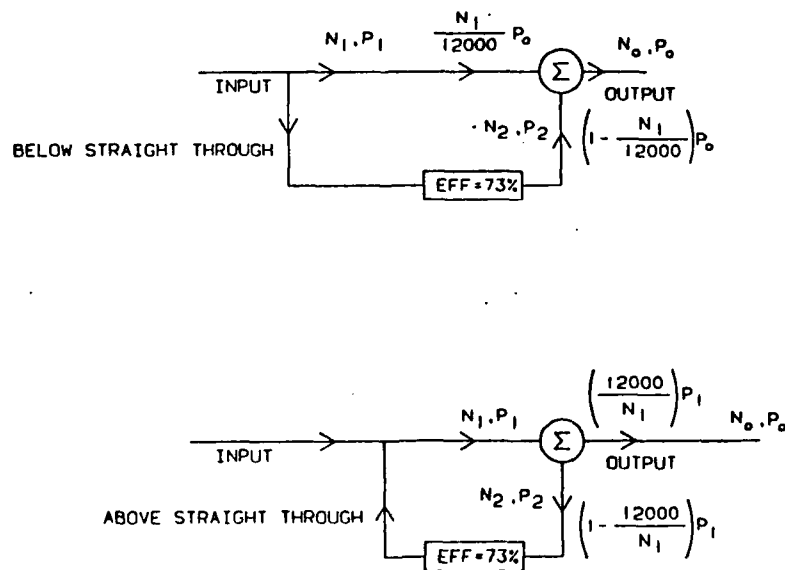 N₁,P₁
N₁/12000 P₀
Σ
N₀,P₀
INPUT
OUTPUT
BELOW STRAIGHT THROUGH
N₂,P₂
(1 - N₁/12000)P₀
EFF=73%
(12000/N₁)P₁
N₁,P₁
Σ
N₀,P₀
INPUT
OUTPUT
ABOVE STRAIGHT THROUGH
N₂,P₂
(1 - 12000/N₁)P₁
EFF=73%